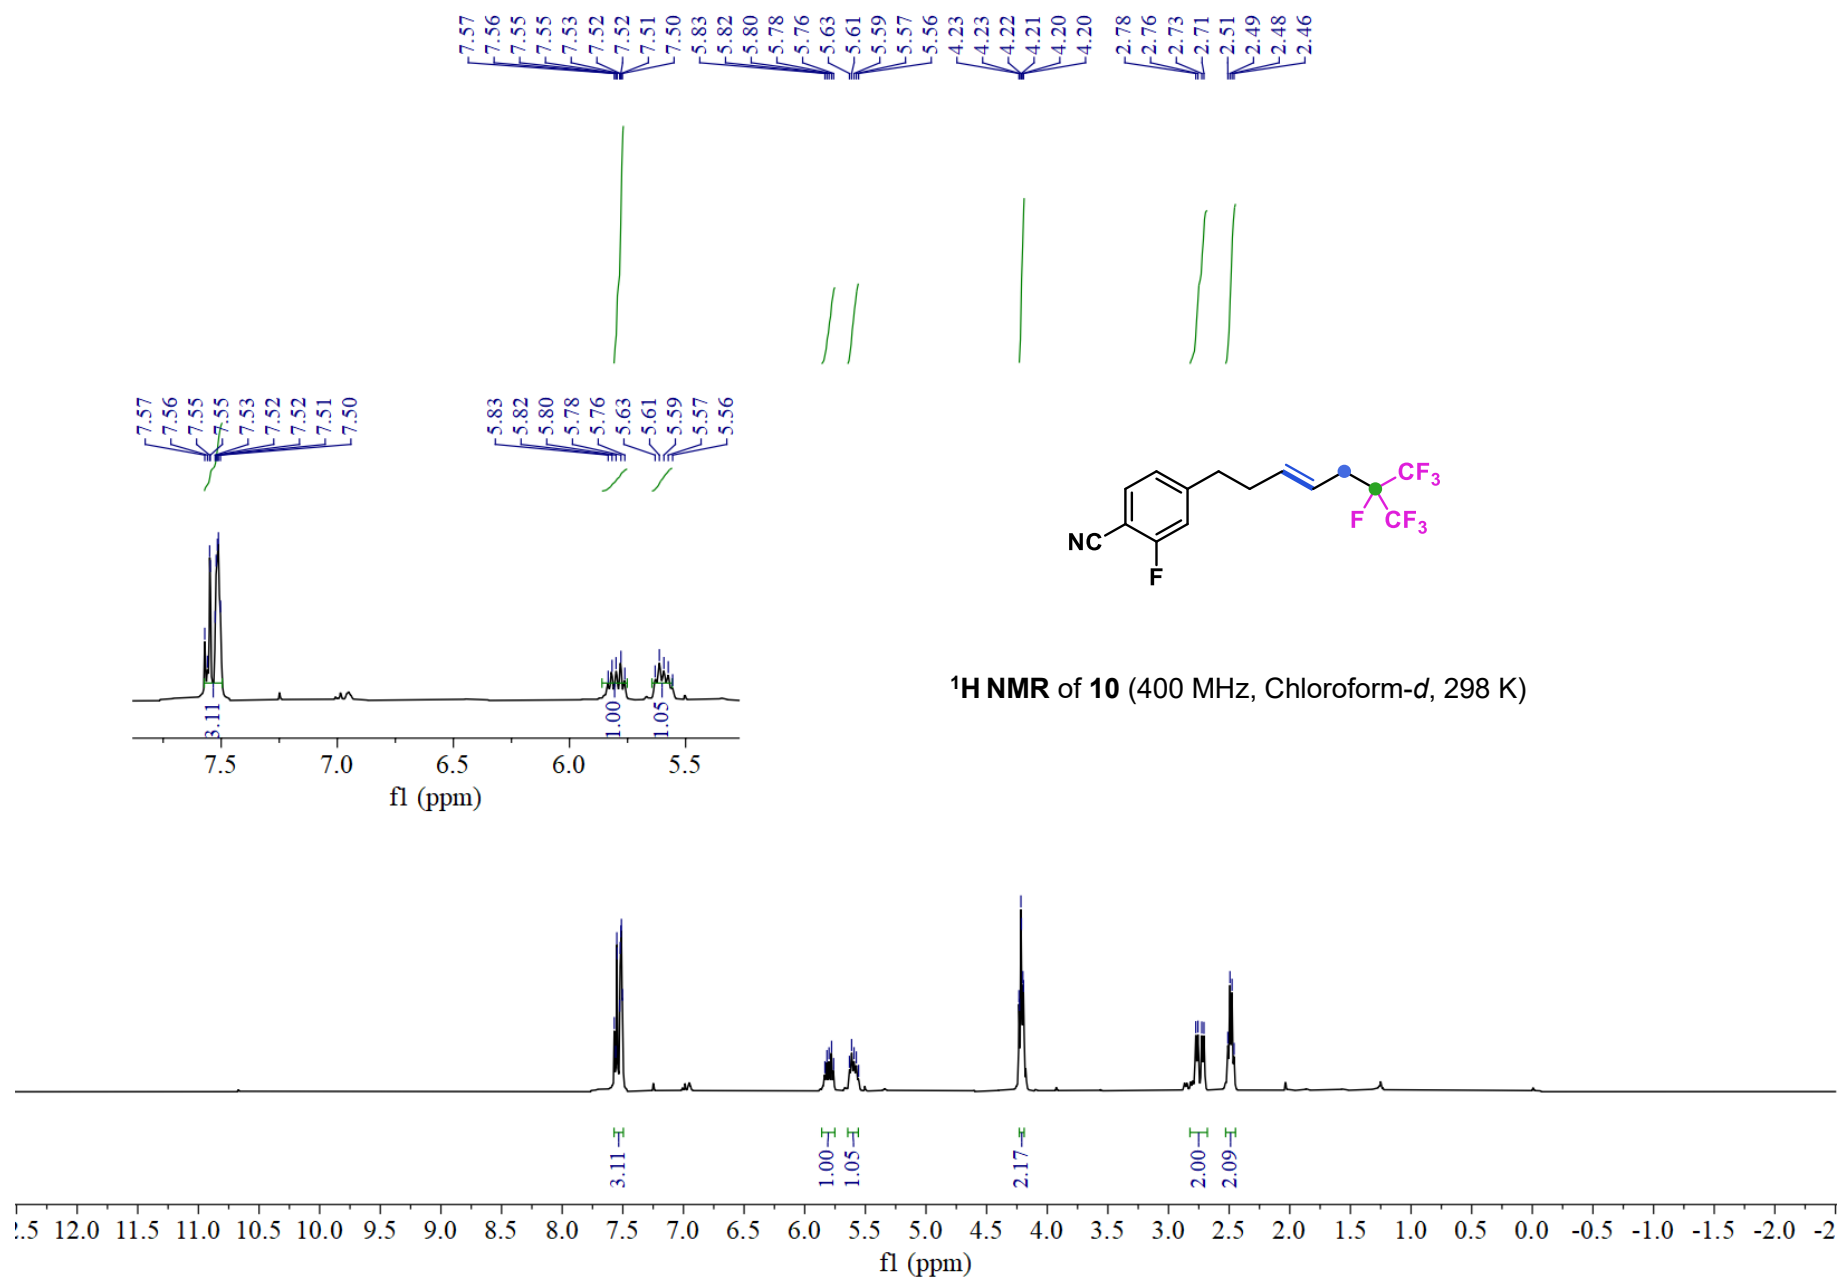 7.57 7.56 7.55 7.55 7.53 7.52 7.52 7.51 7.50 5.83 5.82 5.80 5.78 5.76 5.63 5.61 5.59 5.57 5.56 4.23 4.23 4.22 4.21 4.20 4.20 2.78 2.76 2.73 2.71 2.51 2.49 2.48 2.46
7.57 7.56 7.55 7.55 7.53 7.52 7.52 7.51 7.50 5.83 5.82 5.80 5.78 5.76 5.63 5.61 5.59 5.57 5.56
3.11 1.00 1.05
7.5 7.0 6.5 6.0 5.5
f1 (ppm)
CF3
F CF3
NC
F
¹H NMR of 10 (400 MHz, Chloroform-d, 298 K)
3.11 1.00 1.05 2.17 2.00 2.09
2.5 12.0 11.5 11.0 10.5 10.0 9.5 9.0 8.5 8.0 7.5 7.0 6.5 6.0 5.5 5.0 4.5 4.0 3.5 3.0 2.5 2.0 1.5 1.0 0.5 0.0 -0.5 -1.0 -1.5 -2.0 -2
f1 (ppm)